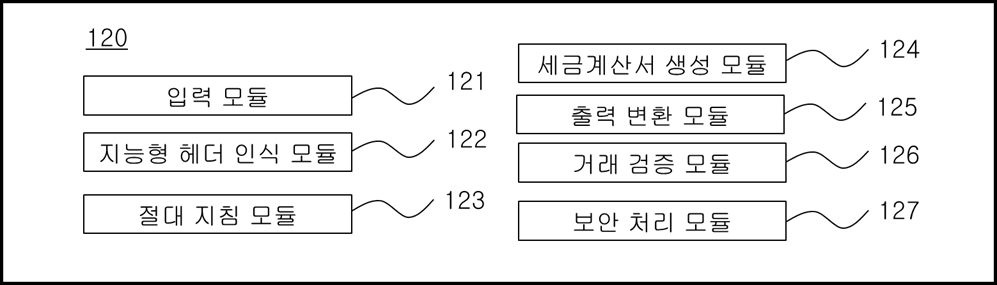 120
입력 모듈 121
지능형 헤더 인식 모듈 122
절대 지침 모듈 123
세금계산서 생성 모듈 124
출력 변환 모듈 125
거래 검증 모듈 126
보안 처리 모듈 127